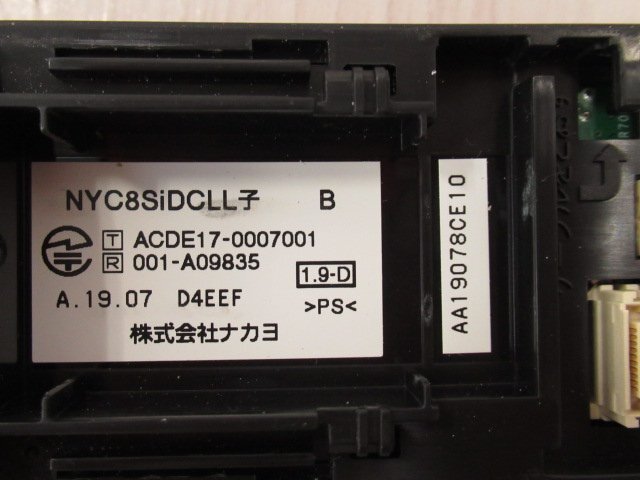 NYC8SiDCLL子 B
T ACDE17-0007001
R 001-A09835
1.9-D
A.19.07 D4EEF
>PS<
株式会社ナカヨ
AA19078CE10
R70